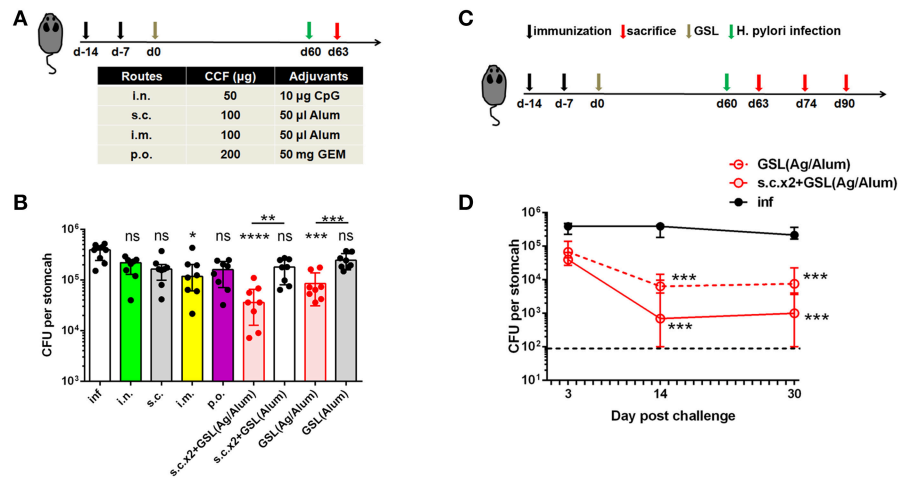 A
d-14 d-7 d0 d60 d63
Routes CCF (µg) Adjuvants
i.n. 50 10 µg CpG
s.c. 100 50 µl Alum
i.m. 100 50 µl Alum
p.o. 200 50 mg GEM
C
immunization sacrifice GSL H. pylori infection
d-14 d-7 d0 d60 d63 d74 d90
B
** ***
ns ns * ns **** ns *** ns
CFU per stomcah
10⁶
10⁵
10⁴
10³
inf i.n. s.c. i.m. p.o. s.c.x2+GSL(Ag/Alum) s.c.x2+GSL(Alum) GSL(Ag/Alum) GSL(Alum)
GSL(Ag/Alum)
s.c.x2+GSL(Ag/Alum)
inf
D
CFU per stomcah
10⁶
10⁵
10⁴
10³
10²
10¹
*** ***
*** ***
3 14 30
Day post challenge